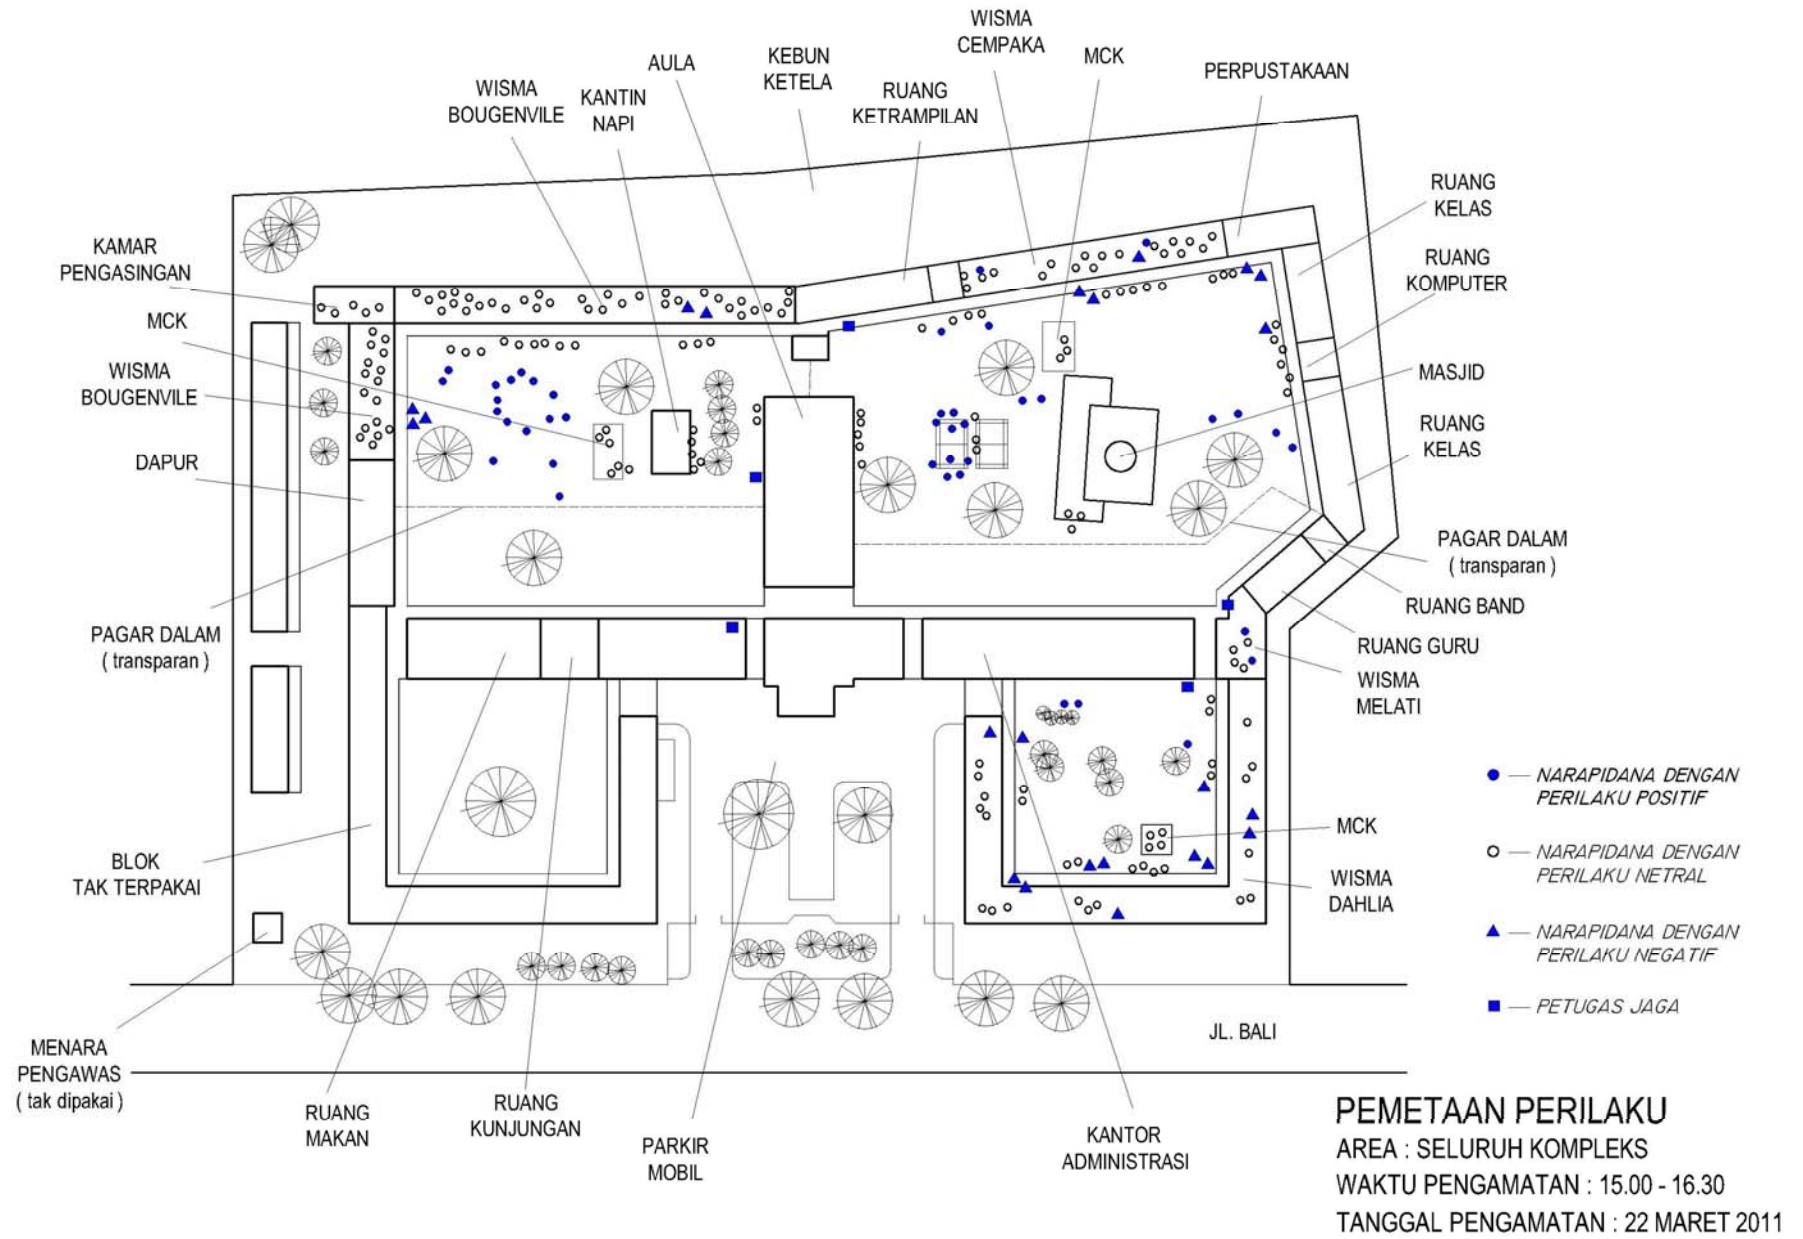 WISMA
CEMPAKA
MCK
PERPUSTAKAAN
KEBUN
KETELA
AULA
RUANG
KETRAMPILAN
WISMA
BOUGENVILE
KANTIN
NAPI
RUANG
KELAS
KAMAR
PENGASINGAN
RUANG
KOMPUTER
MCK
WISMA
BOUGENVILE
MASJID
DAPUR
RUANG
KELAS
PAGAR DALAM
( transparan )
RUANG BAND
PAGAR DALAM
( transparan )
RUANG GURU
WISMA
MELATI
NARAPIDANA DENGAN
PERILAKU POSITIF
MCK
NARAPIDANA DENGAN
PERILAKU NETRAL
BLOK
TAK TERPAKAI
WISMA
DAHLIA
NARAPIDANA DENGAN
PERILAKU NEGATIF
PETUGAS JAGA
JL. BALI
MENARA
PENGAWAS
( tak dipakai )
RUANG
MAKAN
RUANG
KUNJUNGAN
PARKIR
MOBIL
KANTOR
ADMINISTRASI
PEMETAAN PERILAKU
AREA : SELURUH KOMPLEKS
WAKTU PENGAMATAN : 15.00 - 16.30
TANGGAL PENGAMATAN : 22 MARET 2011